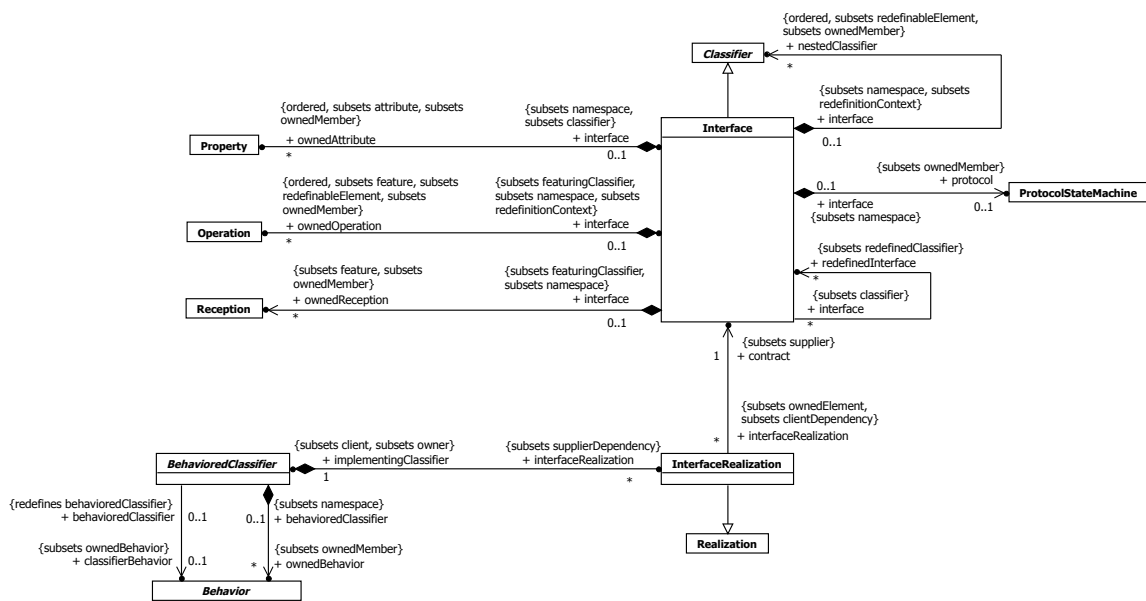 {ordered, subsets redefinableElement,
subsets ownedMember}
+ nestedClassifier
*
Classifier
{subsets namespace, subsets
redefinitionContext}
+ interface
0..1
Interface
{ordered, subsets attribute, subsets
ownedMember}
+ ownedAttribute
*
{subsets namespace,
subsets classifier}
+ interface
0..1
Property
{subsets ownedMember}
+ protocol
0..1
0..1
+ interface
{subsets namespace}
ProtocolStateMachine
{ordered, subsets feature, subsets
redefinableElement, subsets
ownedMember}
+ ownedOperation
*
{subsets featuringClassifier,
subsets namespace, subsets
redefinitionContext}
+ interface
0..1
Operation
{subsets redefinedClassifier}
+ redefinedInterface
*
{subsets classifier}
+ interface
*
{subsets feature, subsets
ownedMember}
+ ownedReception
*
{subsets featuringClassifier,
subsets namespace}
+ interface
0..1
Reception
{subsets supplier}
1
+ contract
{subsets ownedElement,
subsets clientDependency}
*
+ interfaceRealization
BehavioredClassifier
{subsets client, subsets owner}
+ implementingClassifier
1
{subsets supplierDependency}
+ interfaceRealization
*
InterfaceRealization
{redefines behavioredClassifier}
+ behavioredClassifier
0..1
{subsets namespace}
0..1
+ behavioredClassifier
{subsets ownedBehavior}
+ classifierBehavior
0..1
{subsets ownedMember}
*
+ ownedBehavior
Realization
Behavior